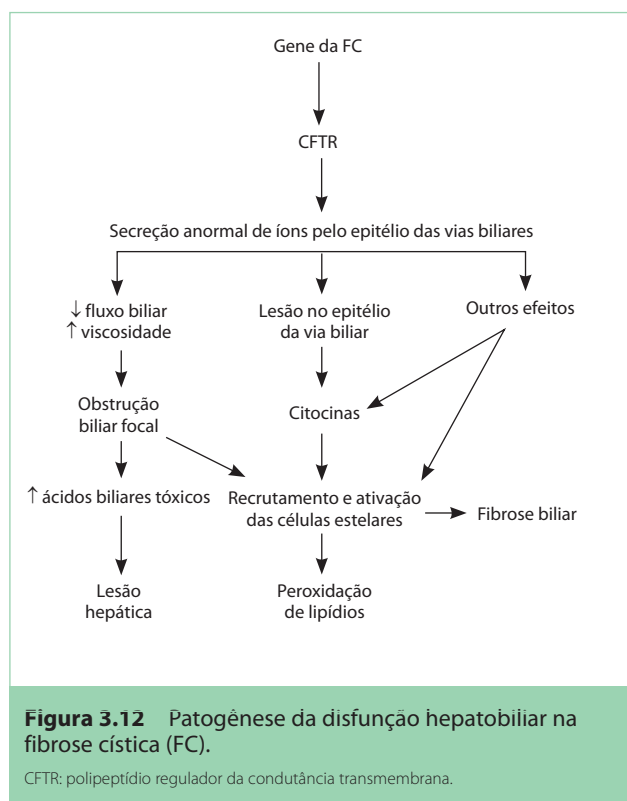 Gene da FC
CFTR
Secreção anormal de íons pelo epitélio das vias biliares
↓ fluxo biliar
↑ viscosidade
Lesão no epitélio
da via biliar
Outros efeitos
Obstrução
biliar focal
Citocinas
↑ ácidos biliares tóxicos
Recrutamento e ativação
das células estelares
Fibrose biliar
Lesão
hepática
Peroxidação
de lipídios
Figura 3.12 Patogênese da disfunção hepatobiliar na
fibrose cística (FC).
CFTR: polipeptídio regulador da condutância transmembrana.